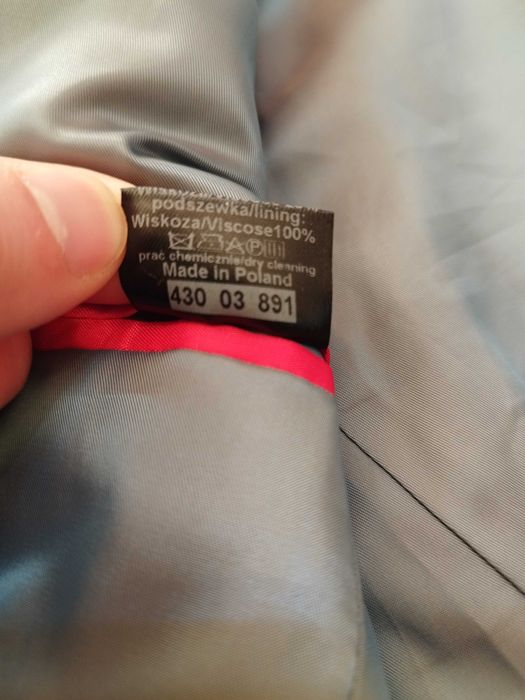 podszewka/lining:
Wiskoza/Viscose100%
prać chemicznie/dry cleaning
Made in Poland
430 03 891